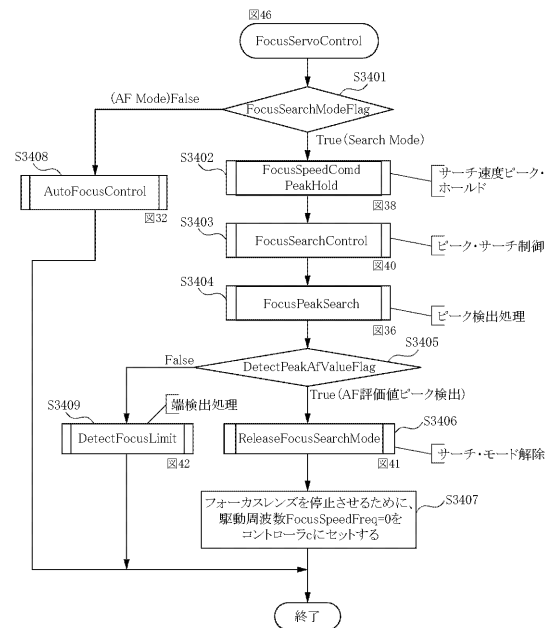 図46
FocusServoControl
S3401
(AF Mode)False
FocusSearchModeFlag
True(Search Mode)
S3408
AutoFocusControl
図32
S3402
FocusSpeedComd
PeakHold
図38
サーチ速度ピーク・
ホールド
S3403
FocusSearchControl
図40
ピーク・サーチ制御
S3404
FocusPeakSearch
図36
ピーク検出処理
S3405
False
DetectPeakAfValueFlag
True(AF評価値ピーク検出)
S3409
端検出処理
DetectFocusLimit
図42
S3406
ReleaseFocusSearchMode
図41
サーチ・モード解除
S3407
フォーカスレンズを停止させるために、
駆動周波数FocusSpeedFreq=0を
コントローラcにセットする
終了